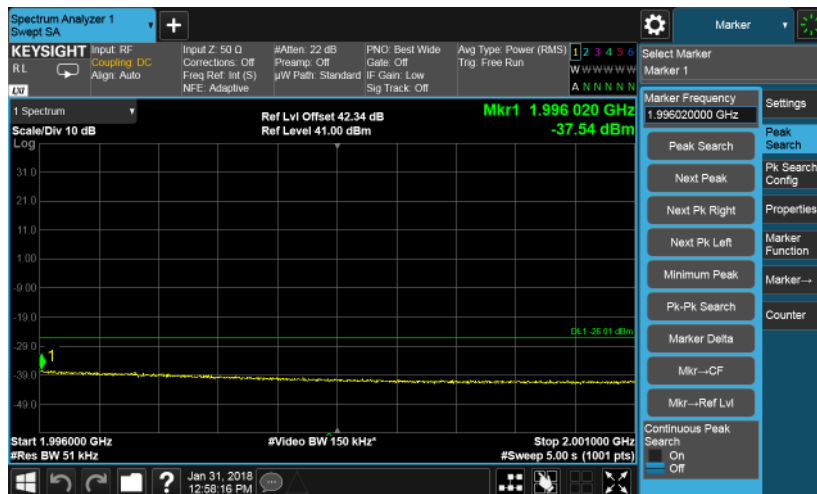 Spectrum Analyzer 1
Swept SA
+
Marker
KEYSIGHT
RL
LXI
Input: RF
Coupling: DC
Align: Auto
Input Z: 50 Ω
Corrections: Off
Freq Ref: Int (S)
NFE: Adaptive
#Atten: 22 dB
Preamp: Off
µW Path: Standard
PNO: Best Wide
Gate: Off
IF Gain: Low
Sig Track: Off
Avg Type: Power (RMS)
Trig: Free Run
1 2 3 4 5 6
W W W W W W
A N N N N N
Select Marker
Marker 1
1 Spectrum
Scale/Div 10 dB
Log
Ref Lvl Offset 42.34 dB
Ref Level 41.00 dBm
Mkr1 1.996 020 GHz
-37.54 dBm
31.0
21.0
11.0
1.00
-9.00
-19.0
-29.0
-39.0
-49.0
DL1 -26.01 dBm
1
Start 1.996000 GHz
#Res BW 51 kHz
#Video BW 150 kHz*
Stop 2.001000 GHz
#Sweep 5.00 s (1001 pts)
Marker Frequency
1.996020000 GHz
Peak Search
Next Peak
Next Pk Right
Next Pk Left
Minimum Peak
Pk-Pk Search
Marker Delta
Mkr→CF
Mkr→Ref Lvl
Continuous Peak
Search
On
Off
Settings
Peak
Search
Pk Search
Config
Properties
Marker
Function
Marker→
Counter
?
Jan 31, 2018
12:58:16 PM